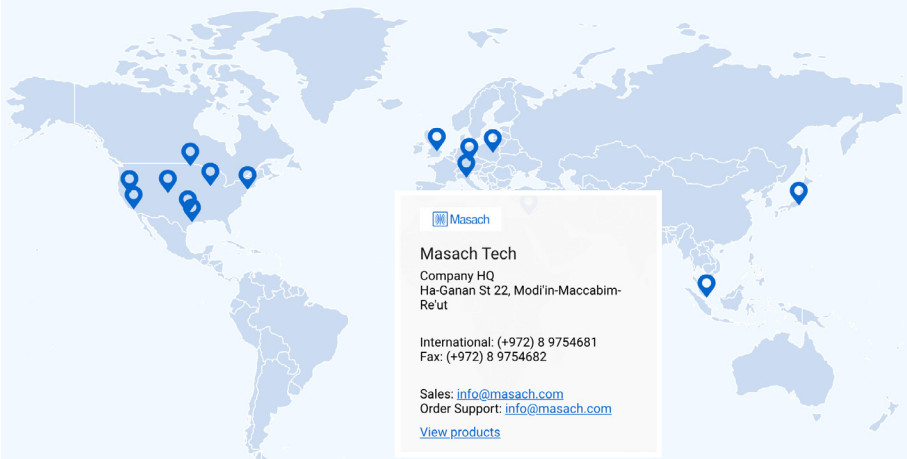 Masach
Masach Tech
Company HQ
Ha-Ganan St 22, Modi'in-Maccabim-
Re'ut
International: (+972) 8 9754681
Fax: (+972) 8 9754682
Sales: info@masach.com
Order Support: info@masach.com
View products